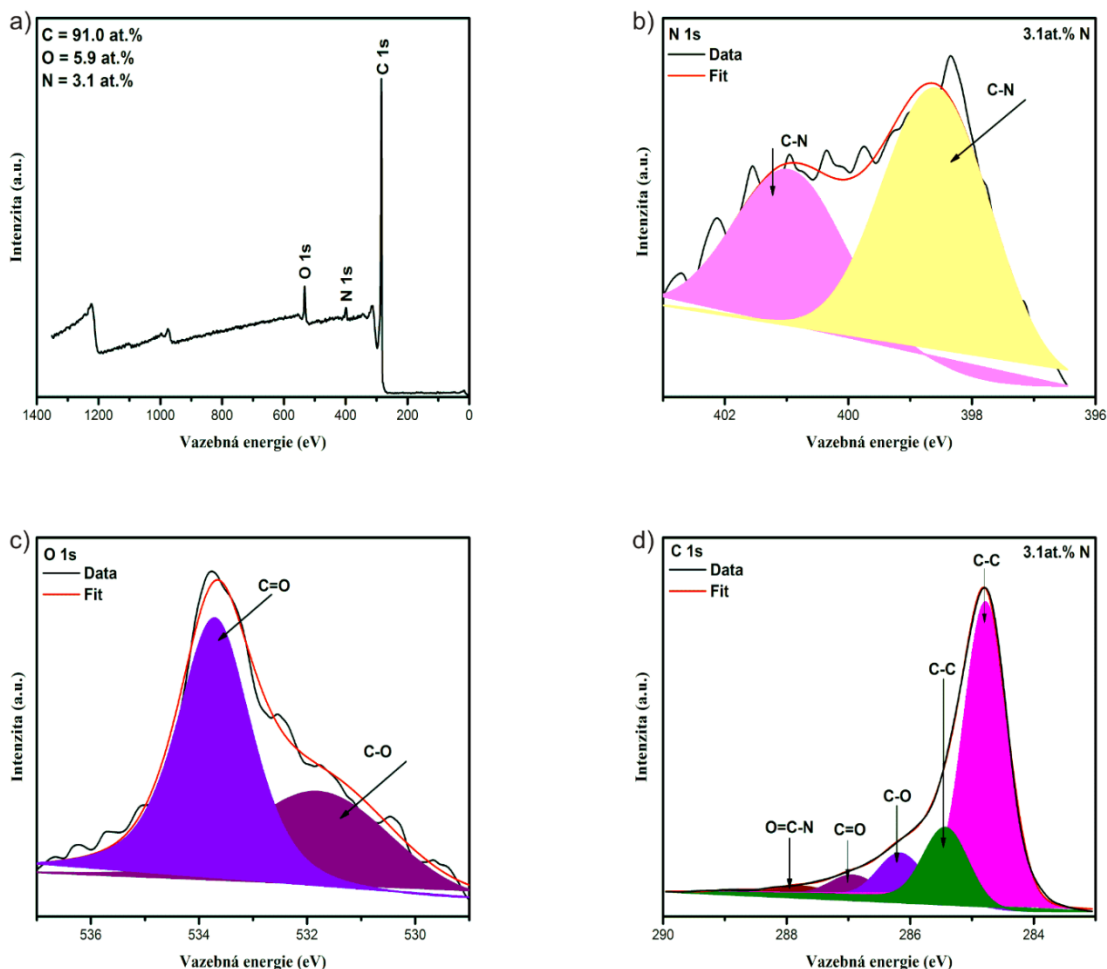 a)
C = 91.0 at.%
O = 5.9 at.%
N = 3.1 at.%
C 1s
O 1s
N 1s
Intenzita (a.u.)
1400 1200 1000 800 600 400 200 0
Vazebná energie (eV)
b)
N 1s
3.1at.% N
Data
Fit
C-N
C-N
Intenzita (a.u.)
402 400 398 396
Vazebná energie (eV)
c)
O 1s
Data
Fit
C=O
C-O
Intenzita (a.u.)
536 534 532 530
Vazebná energie (eV)
d)
C 1s
3.1at.% N
Data
Fit
C-C
C-C
C-O
O=C-N
C=O
Intenzita (a.u.)
290 288 286 284
Vazebná energie (eV)